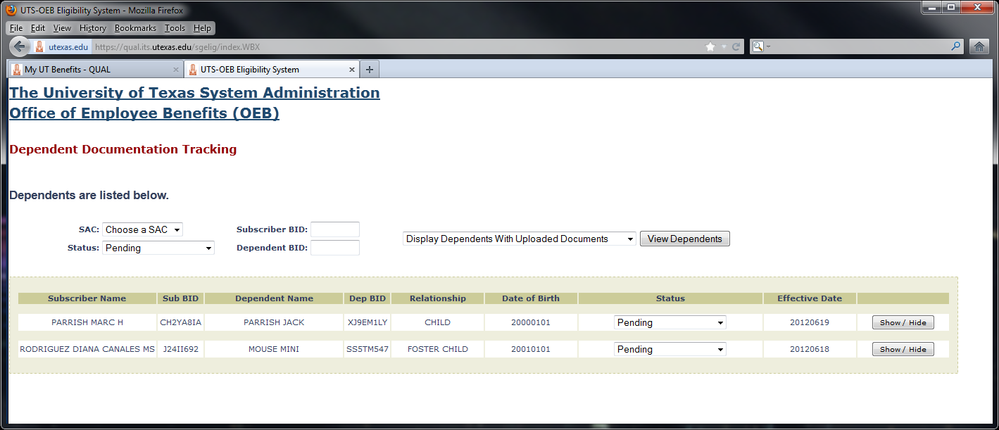 UTS-OEB Eligibility System - Mozilla Firefox
File Edit View History Bookmarks Tools Help
utexas.edu https://qual.its.utexas.edu/sgelig/index.WBX
My UT Benefits - QUAL UTS-OEB Eligibility System
The University of Texas System Administration
Office of Employee Benefits (OEB)
Dependent Documentation Tracking
Dependents are listed below.
SAC: Choose a SAC Subscriber BID:
Status: Pending Dependent BID:
Display Dependents With Uploaded Documents View Dependents
Subscriber Name Sub BID Dependent Name Dep BID Relationship Date of Birth Status Effective Date
PARRISH MARC H CH2YA8IA PARRISH JACK XJ9EM1LY CHILD 20000101 Pending 20120619 Show / Hide
RODRIGUEZ DIANA CANALES MS J24II692 MOUSE MINI SS5TM547 FOSTER CHILD 20010101 Pending 20120618 Show / Hide